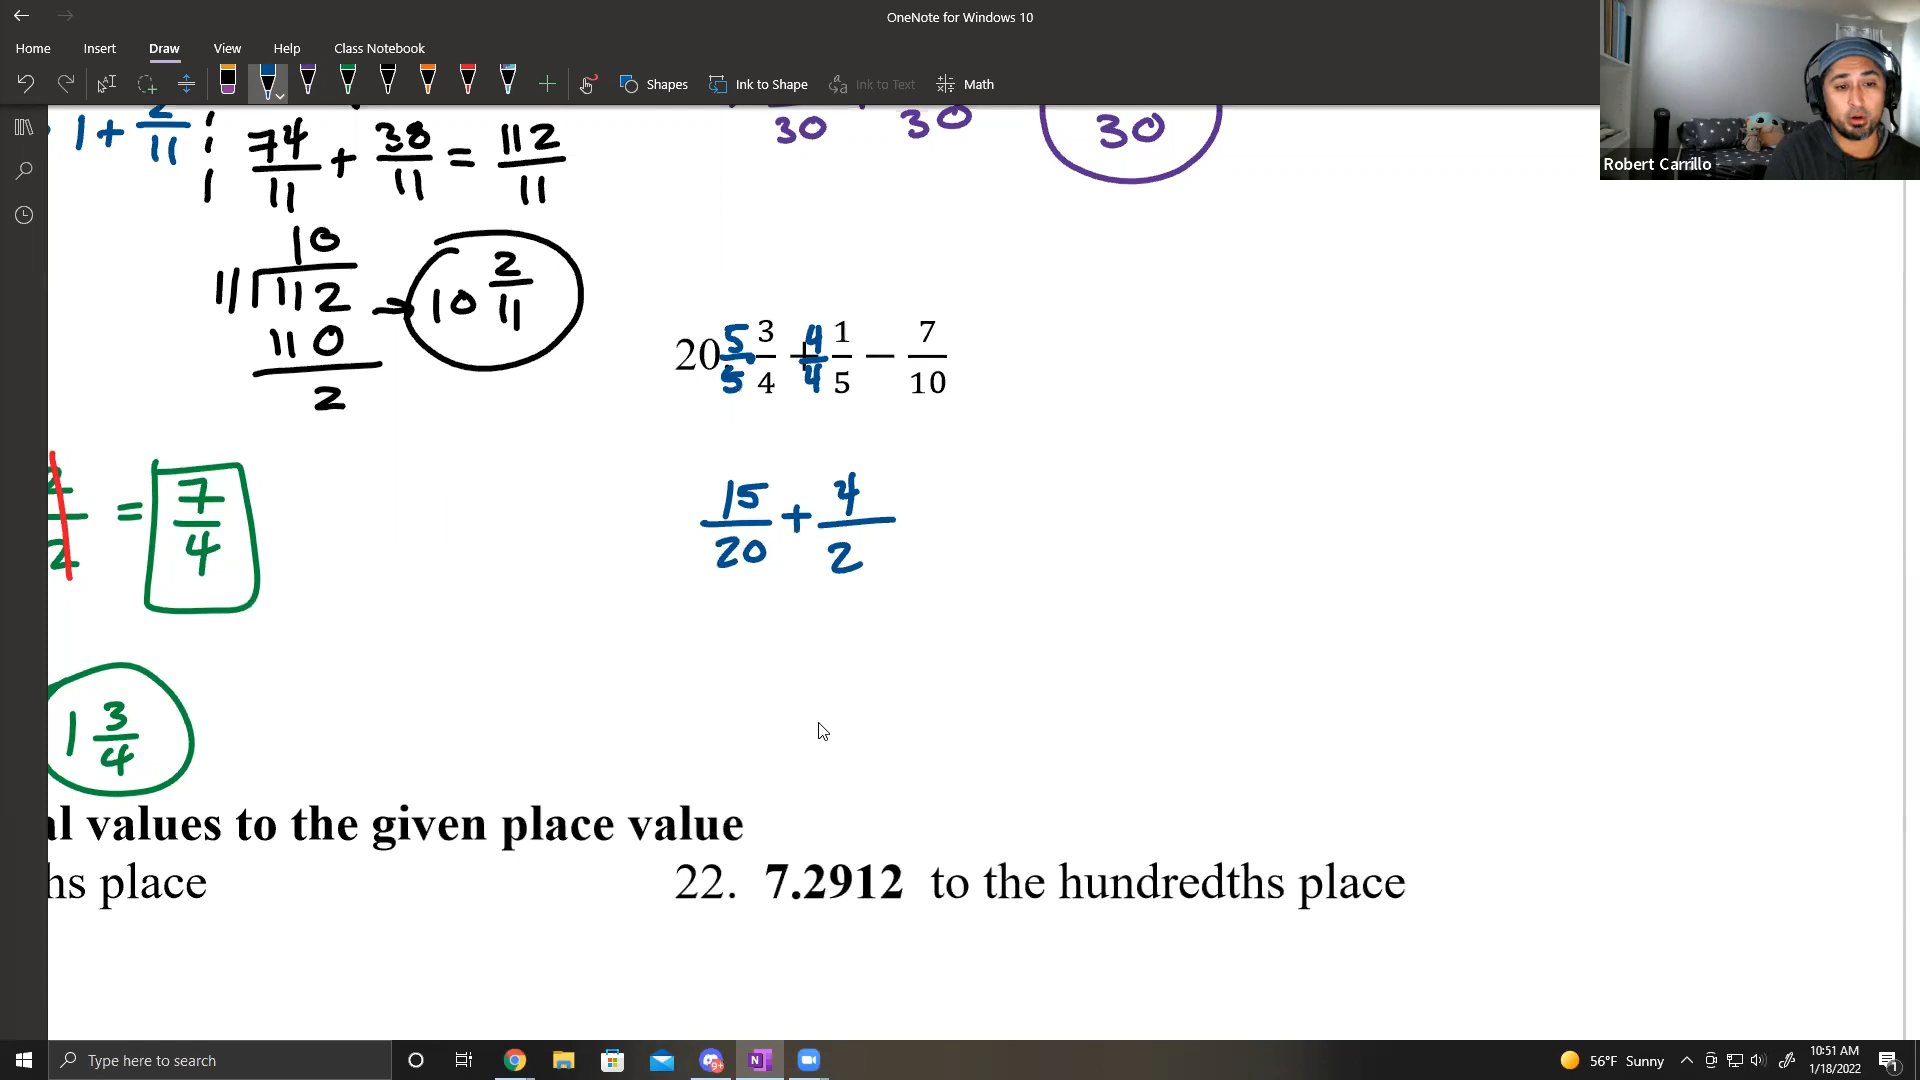 OneNote for Windows 10
Home Insert Draw View Help Class Notebook
Shapes Ink to Shape Ink to Text Math
Robert Carrillo
1 + 2/11
74/11 + 38/11 = 112/11
30 30 30
10
11 112 → 10 2/11
110
2
20 5/5 3/4 + 4/4 1/5 − 7/10
= 7/4
15/20 + 4/2
1 3/4
al values to the given place value
hs place
22. 7.2912 to the hundredths place
Type here to search
56°F Sunny
10:51 AM
1/18/2022